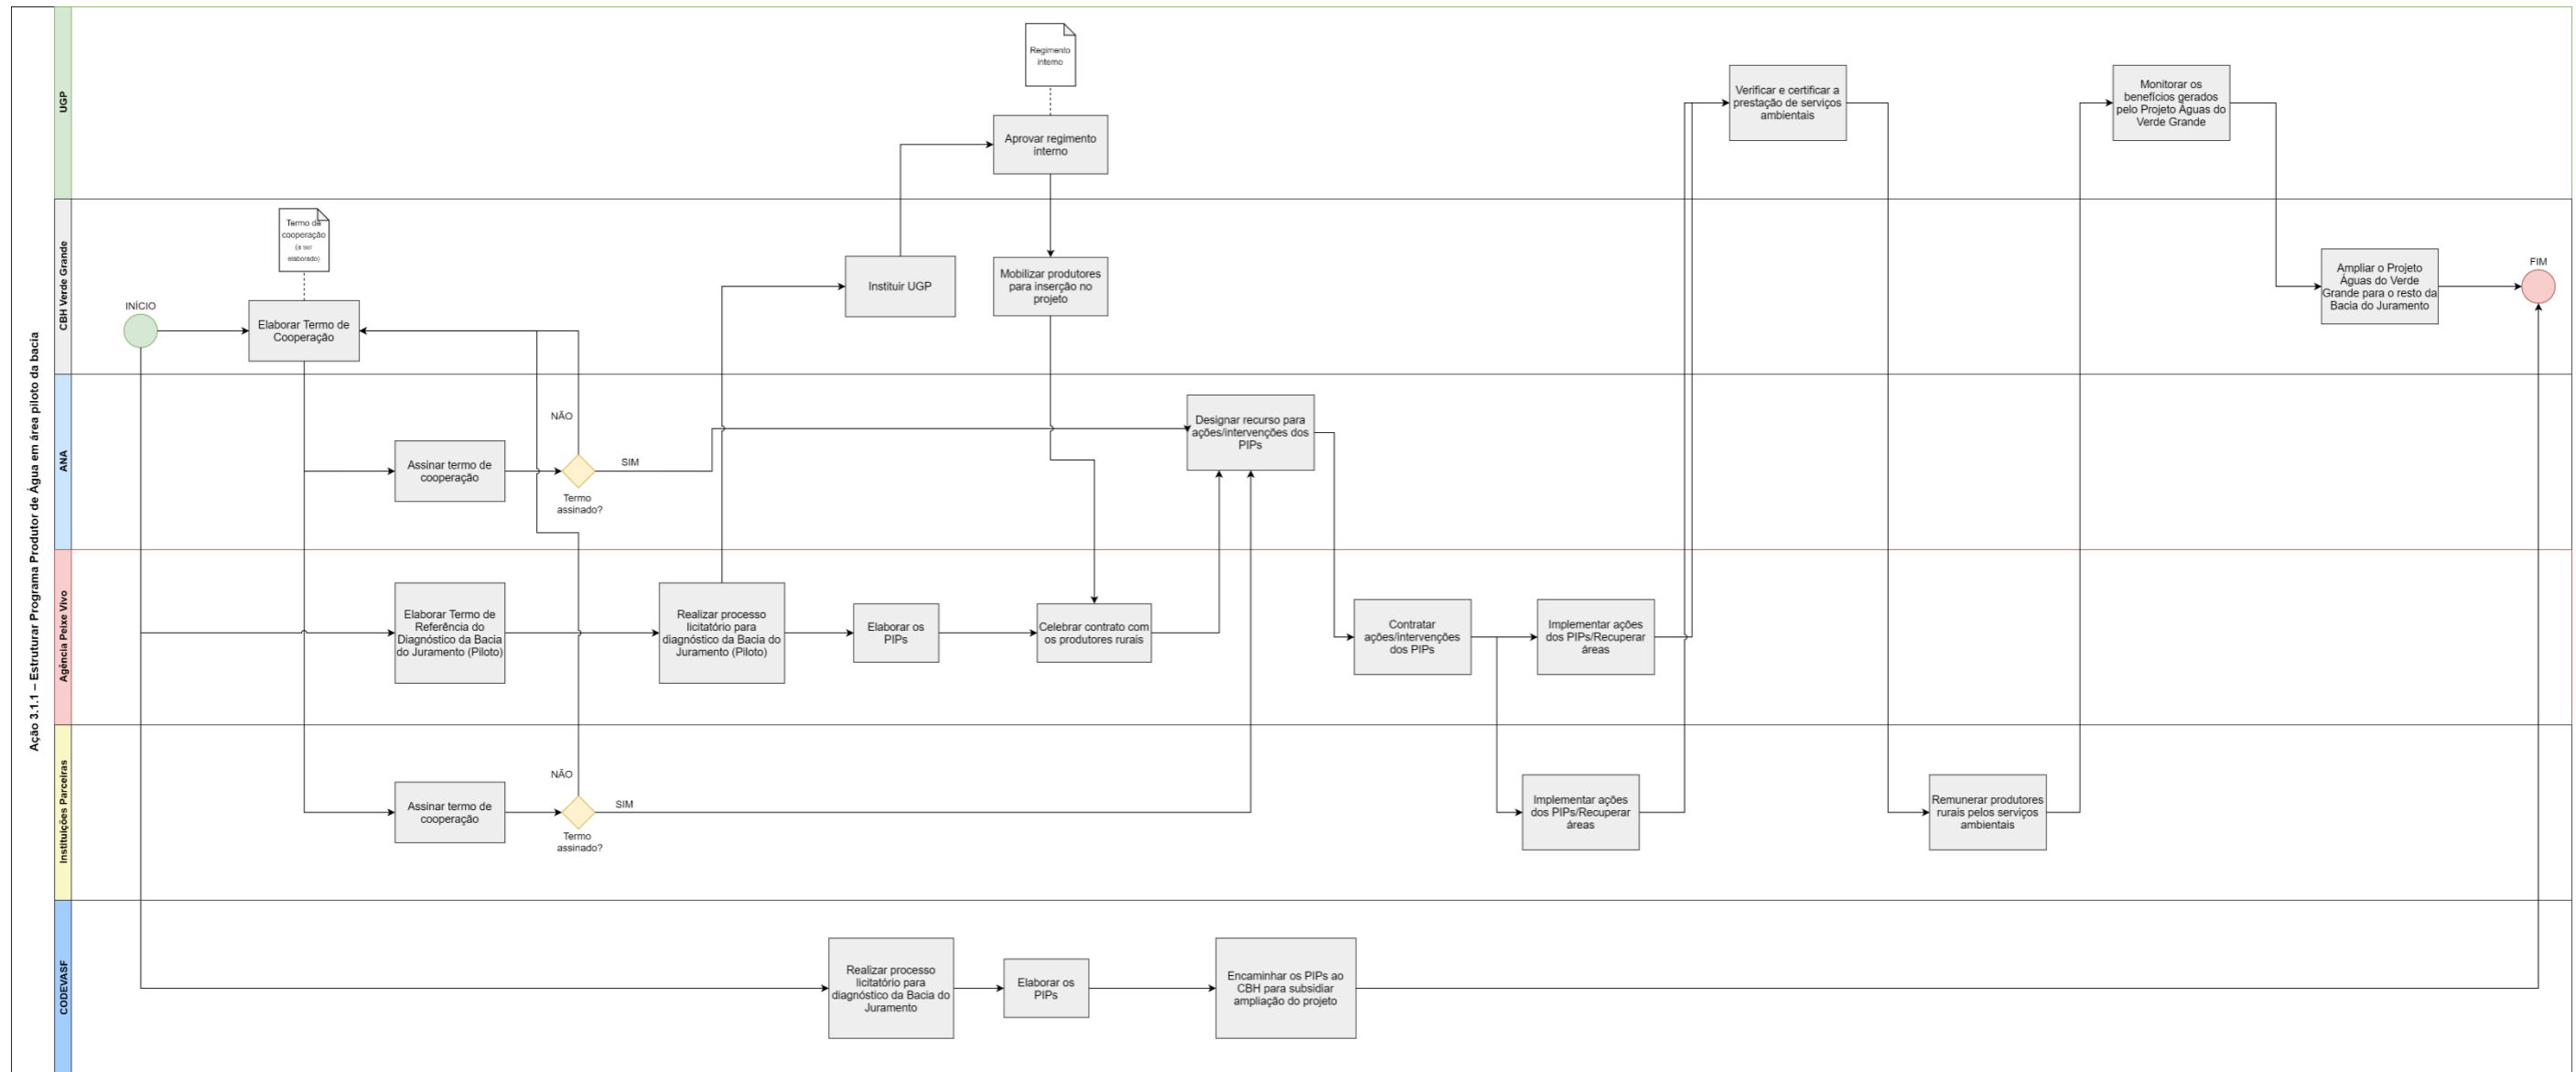 Ação 3.1.1 – Estruturar Programa Produtor de Água em área piloto da bacia
UGP
Regimento
interno
Aprovar regimento
interno
Verificar e certificar a
prestação de serviços
ambientais
Monitorar os
benefícios gerados
pelo Projeto Águas do
Verde Grande
CBH Verde Grande
INÍCIO
Termo de
cooperação
(a ser
elaborado)
Elaborar Termo de
Cooperação
Instituir UGP
Mobilizar produtores
para inserção no
projeto
Ampliar o Projeto
Águas do Verde
Grande para o resto da
Bacia do Juramento
FIM
ANA
Assinar termo de
cooperação
NÃO
SIM
Termo
assinado?
Designar recurso para
ações/intervenções dos
PIPs
Agência Peixe Vivo
Elaborar Termo de
Referência do
Diagnóstico da Bacia
do Juramento (Piloto)
Realizar processo
licitatório para
diagnóstico da Bacia do
Juramento (Piloto)
Elaborar os
PIPs
Celebrar contrato com
os produtores rurais
Contratar
ações/intervenções
dos PIPs
Implementar ações
dos PIPs/Recuperar
áreas
Instituições Parceiras
Assinar termo de
cooperação
NÃO
SIM
Termo
assinado?
Implementar ações
dos PIPs/Recuperar
áreas
Remunerar produtores
rurais pelos serviços
ambientais
CODEVASF
Realizar processo
licitatório para
diagnóstico da Bacia do
Juramento
Elaborar os
PIPs
Encaminhar os PIPs ao
CBH para subsidiar
ampliação do projeto